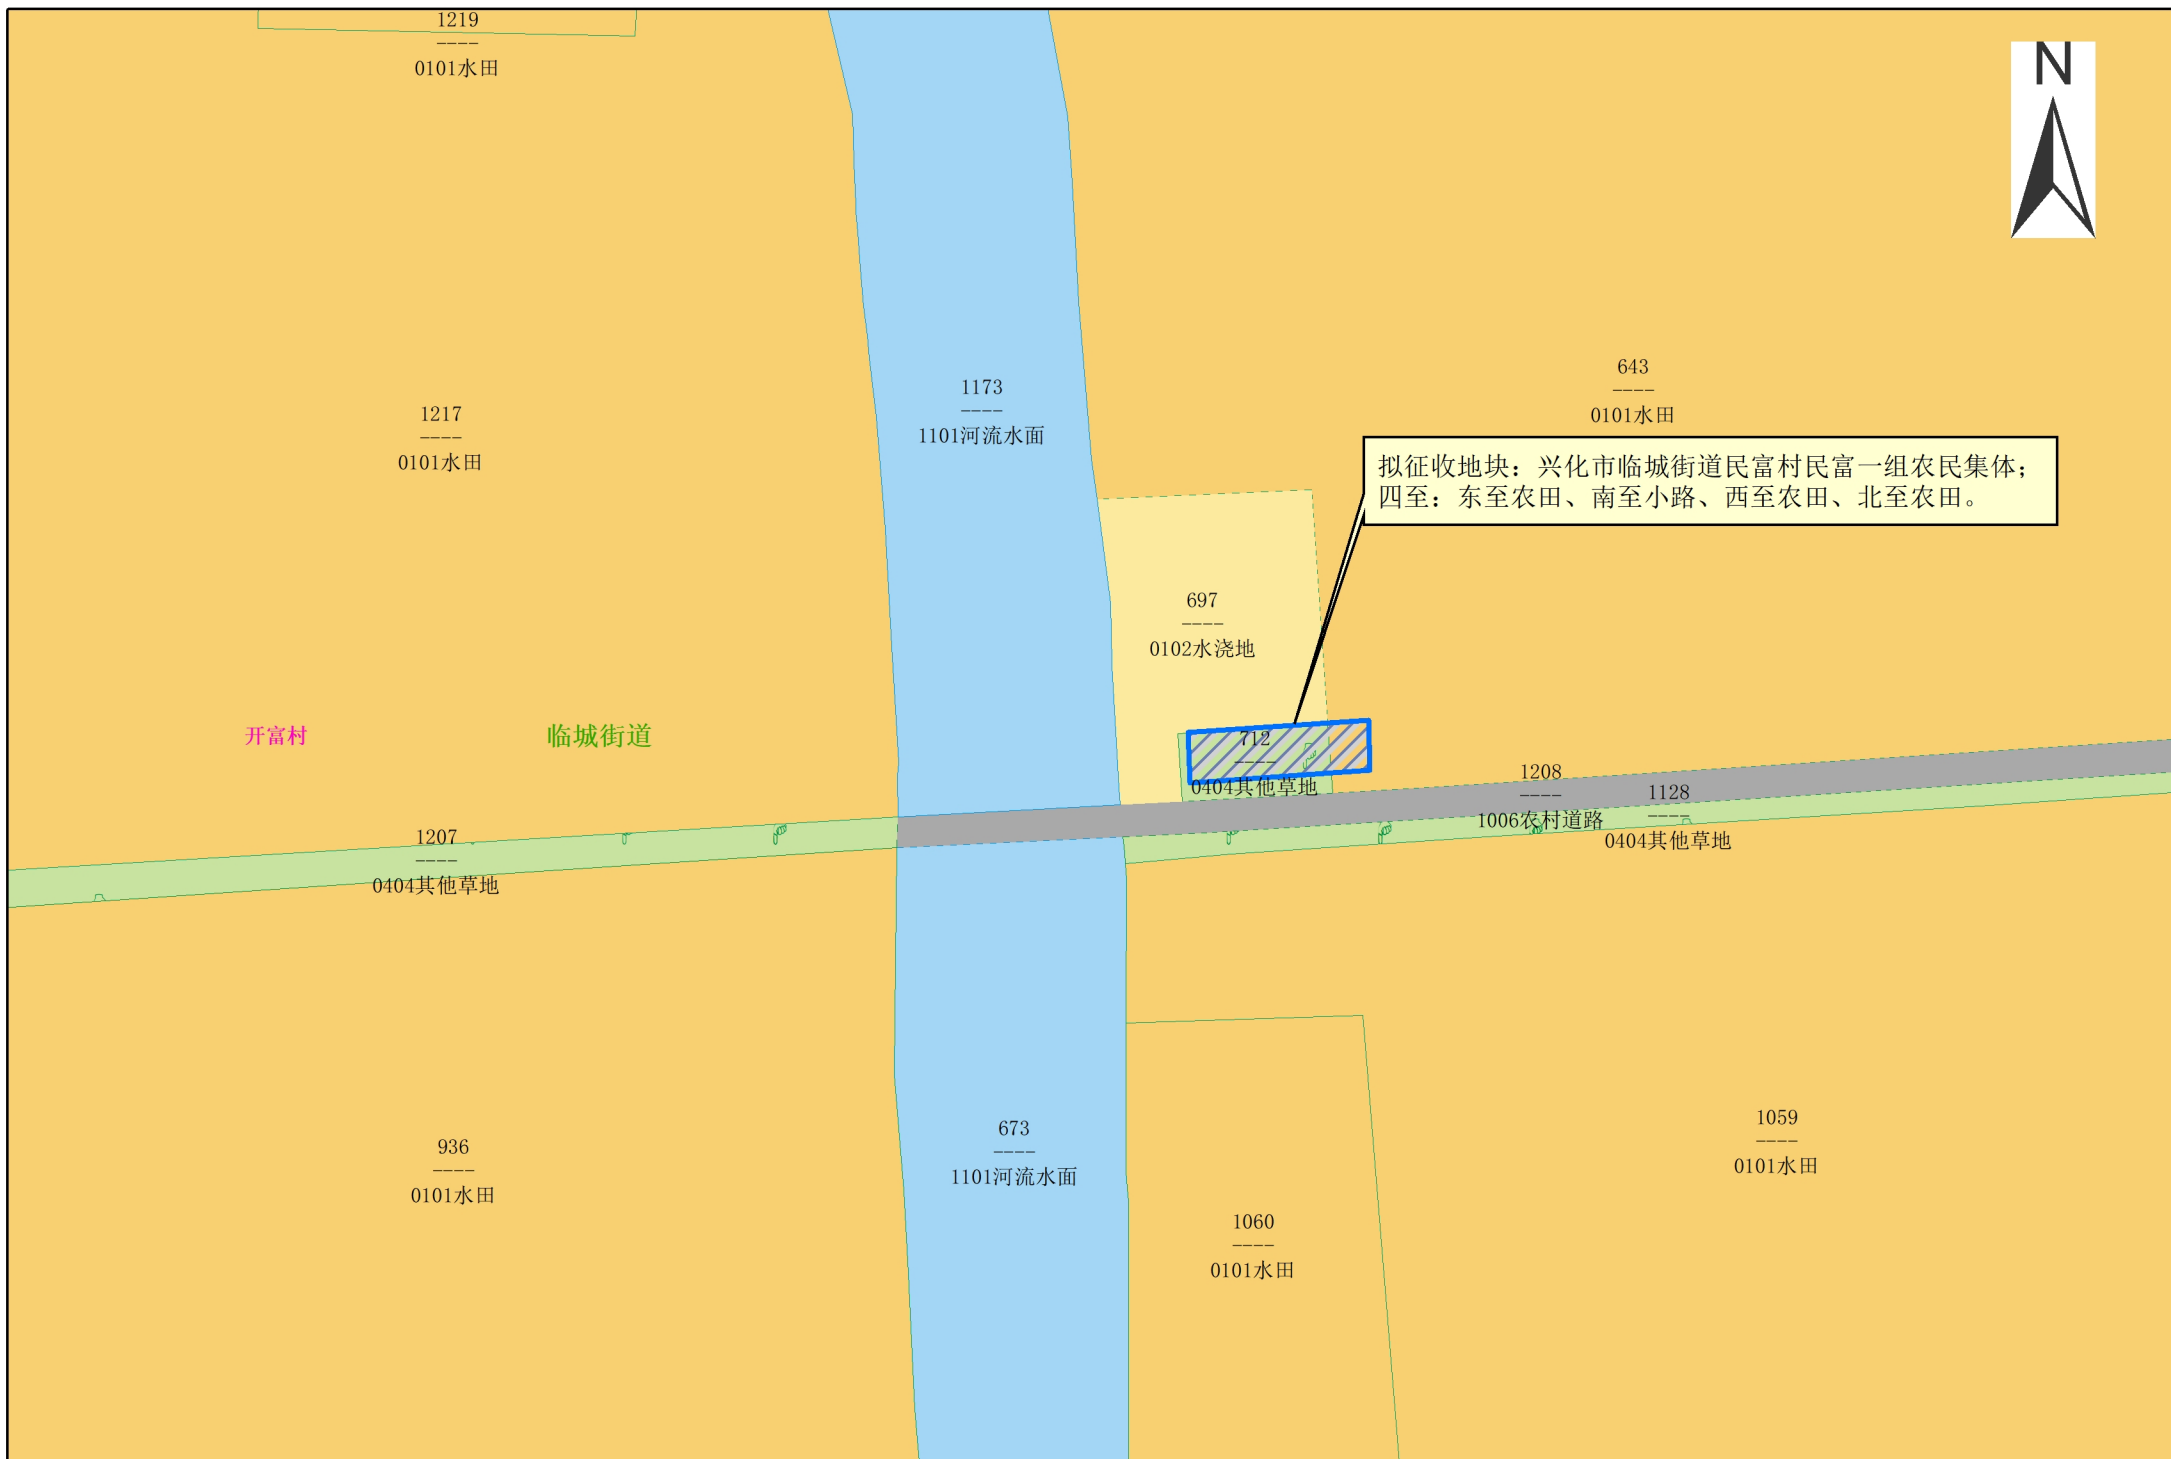 1219
----
0101水田
N
643
----
0101水田
1173
----
1101河流水面
1217
----
0101水田
拟征收地块：兴化市临城街道民富村民富一组农民集体；
四至：东至农田、南至小路、西至农田、北至农田。
697
----
0102水浇地
开富村
临城街道
712
----
0404其他草地
1208
----
1006农村道路
1128
----
0404其他草地
1207
----
0404其他草地
936
----
0101水田
673
----
1101河流水面
1059
----
0101水田
1060
----
0101水田